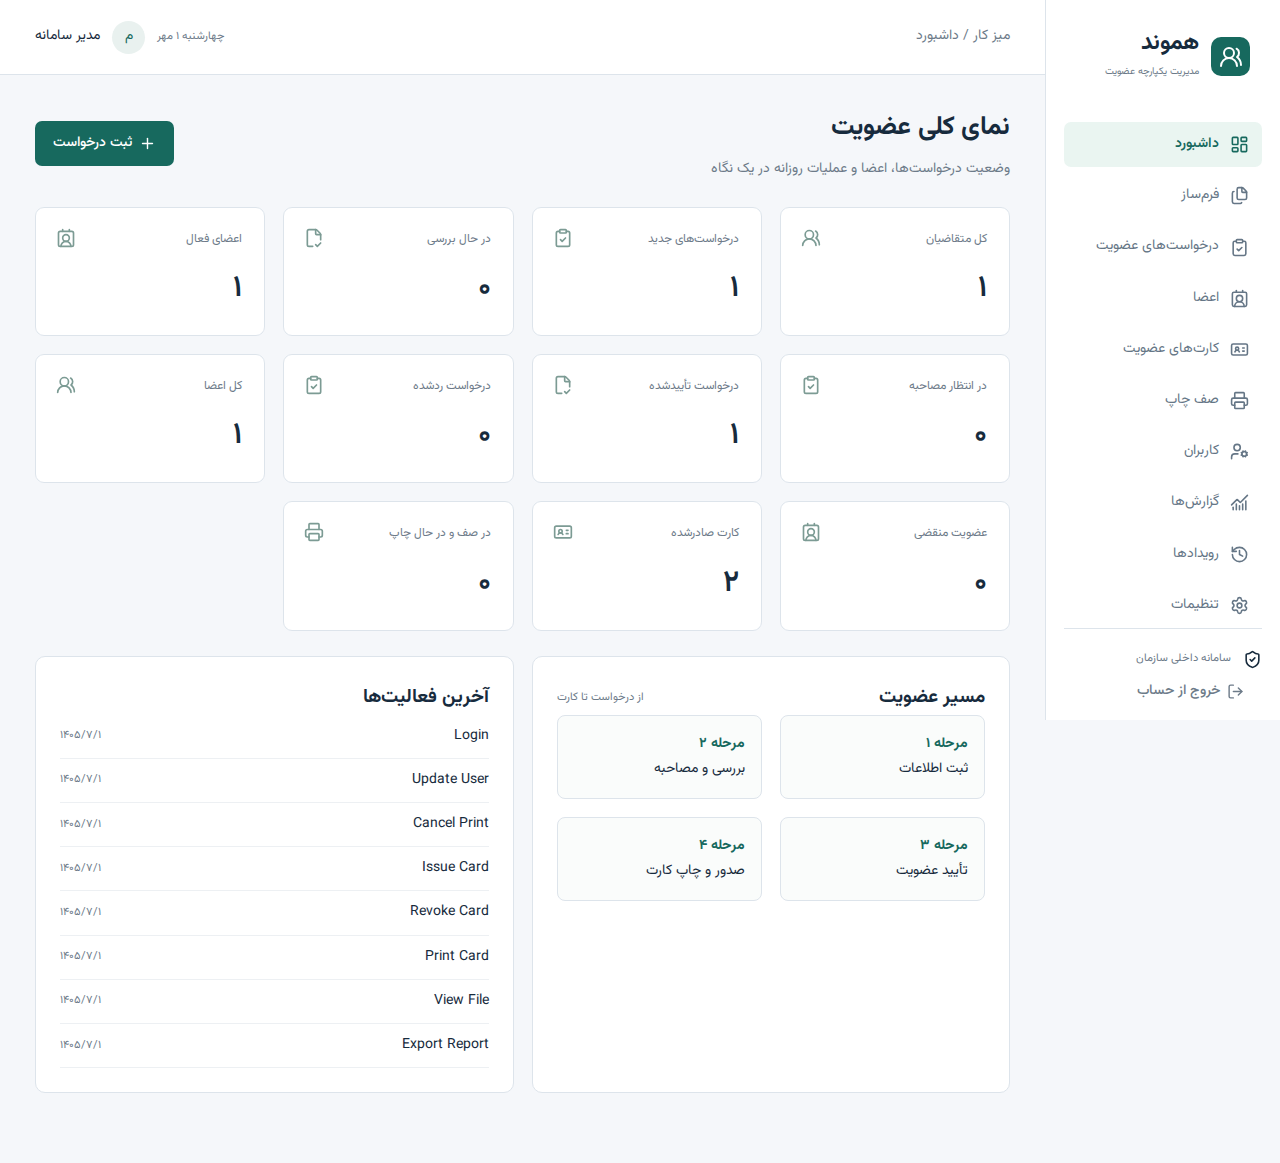 هموند
مدیریت یکپارچه عضویت
داشبورد
فرم‌ساز
درخواست‌های عضویت
اعضا
کارت‌های عضویت
صف چاپ
کاربران
گزارش‌ها
رویدادها
تنظیمات
سامانه داخلی سازمان
خروج از حساب
میز کار / داشبورد
چهارشنبه ۱ مهر
م
مدیر سامانه
نمای کلی عضویت
وضعیت درخواست‌ها، اعضا و عملیات روزانه در یک نگاه
ثبت درخواست
کل متقاضیان
۱
درخواست‌های جدید
۱
در حال بررسی
۰
اعضای فعال
۱
در انتظار مصاحبه
۰
درخواست تأییدشده
۱
درخواست ردشده
۰
کل اعضا
۱
عضویت منقضی
۰
کارت صادرشده
۲
در صف و در حال چاپ
۰
مسیر عضویت
از درخواست تا کارت
مرحله ۱
ثبت اطلاعات
مرحله ۲
بررسی و مصاحبه
مرحله ۳
تأیید عضویت
مرحله ۴
صدور و چاپ کارت
آخرین فعالیت‌ها
Login ۱۴۰۵/۷/۱
Update User ۱۴۰۵/۷/۱
Cancel Print ۱۴۰۵/۷/۱
Issue Card ۱۴۰۵/۷/۱
Revoke Card ۱۴۰۵/۷/۱
Print Card ۱۴۰۵/۷/۱
View File ۱۴۰۵/۷/۱
Export Report ۱۴۰۵/۷/۱